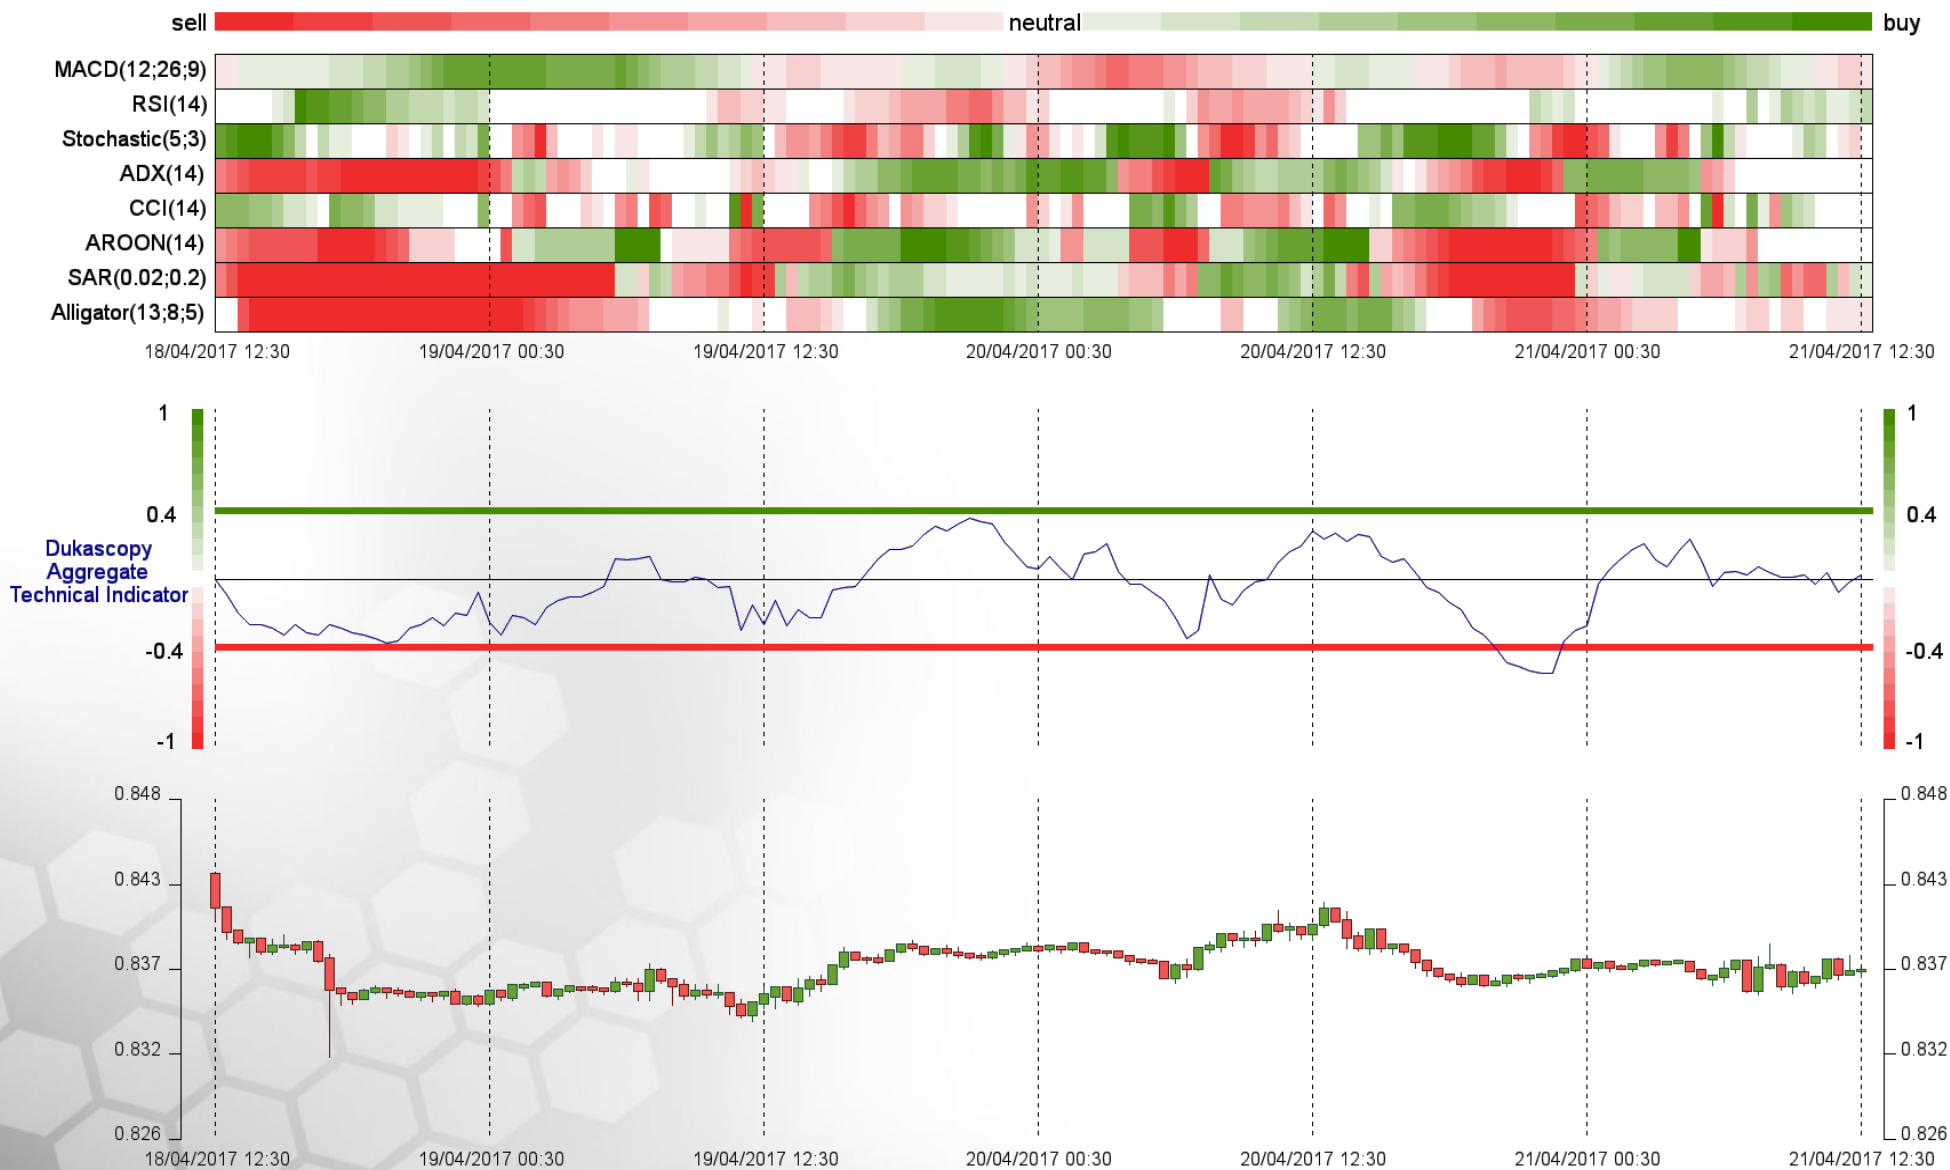 sell neutral buy
MACD(12;26;9)
RSI(14)
Stochastic(5;3)
ADX(14)
CCI(14)
AROON(14)
SAR(0.02;0.2)
Alligator(13;8;5)
18/04/2017 12:30 19/04/2017 00:30 19/04/2017 12:30 20/04/2017 00:30 20/04/2017 12:30 21/04/2017 00:30 21/04/2017 12:30
1 1
0.4 0.4
Dukascopy
Aggregate
Technical Indicator
-0.4 -0.4
-1 -1
0.848 0.848
0.843 0.843
0.837 0.837
0.832 0.832
0.826 0.826
18/04/2017 12:30 19/04/2017 00:30 19/04/2017 12:30 20/04/2017 00:30 20/04/2017 12:30 21/04/2017 00:30 21/04/2017 12:30